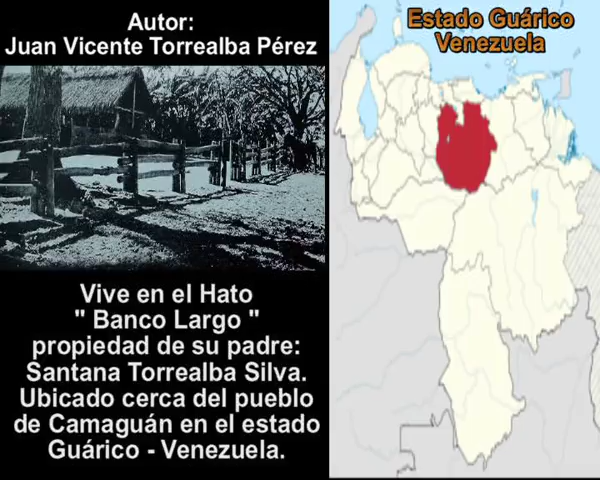 Autor:
Juan Vicente Torrealba Pérez
Vive en el Hato
" Banco Largo "
propiedad de su padre:
Santana Torrealba Silva.
Ubicado cerca del pueblo
de Camaguán en el estado
Guárico - Venezuela.
Estado Guárico
Venezuela